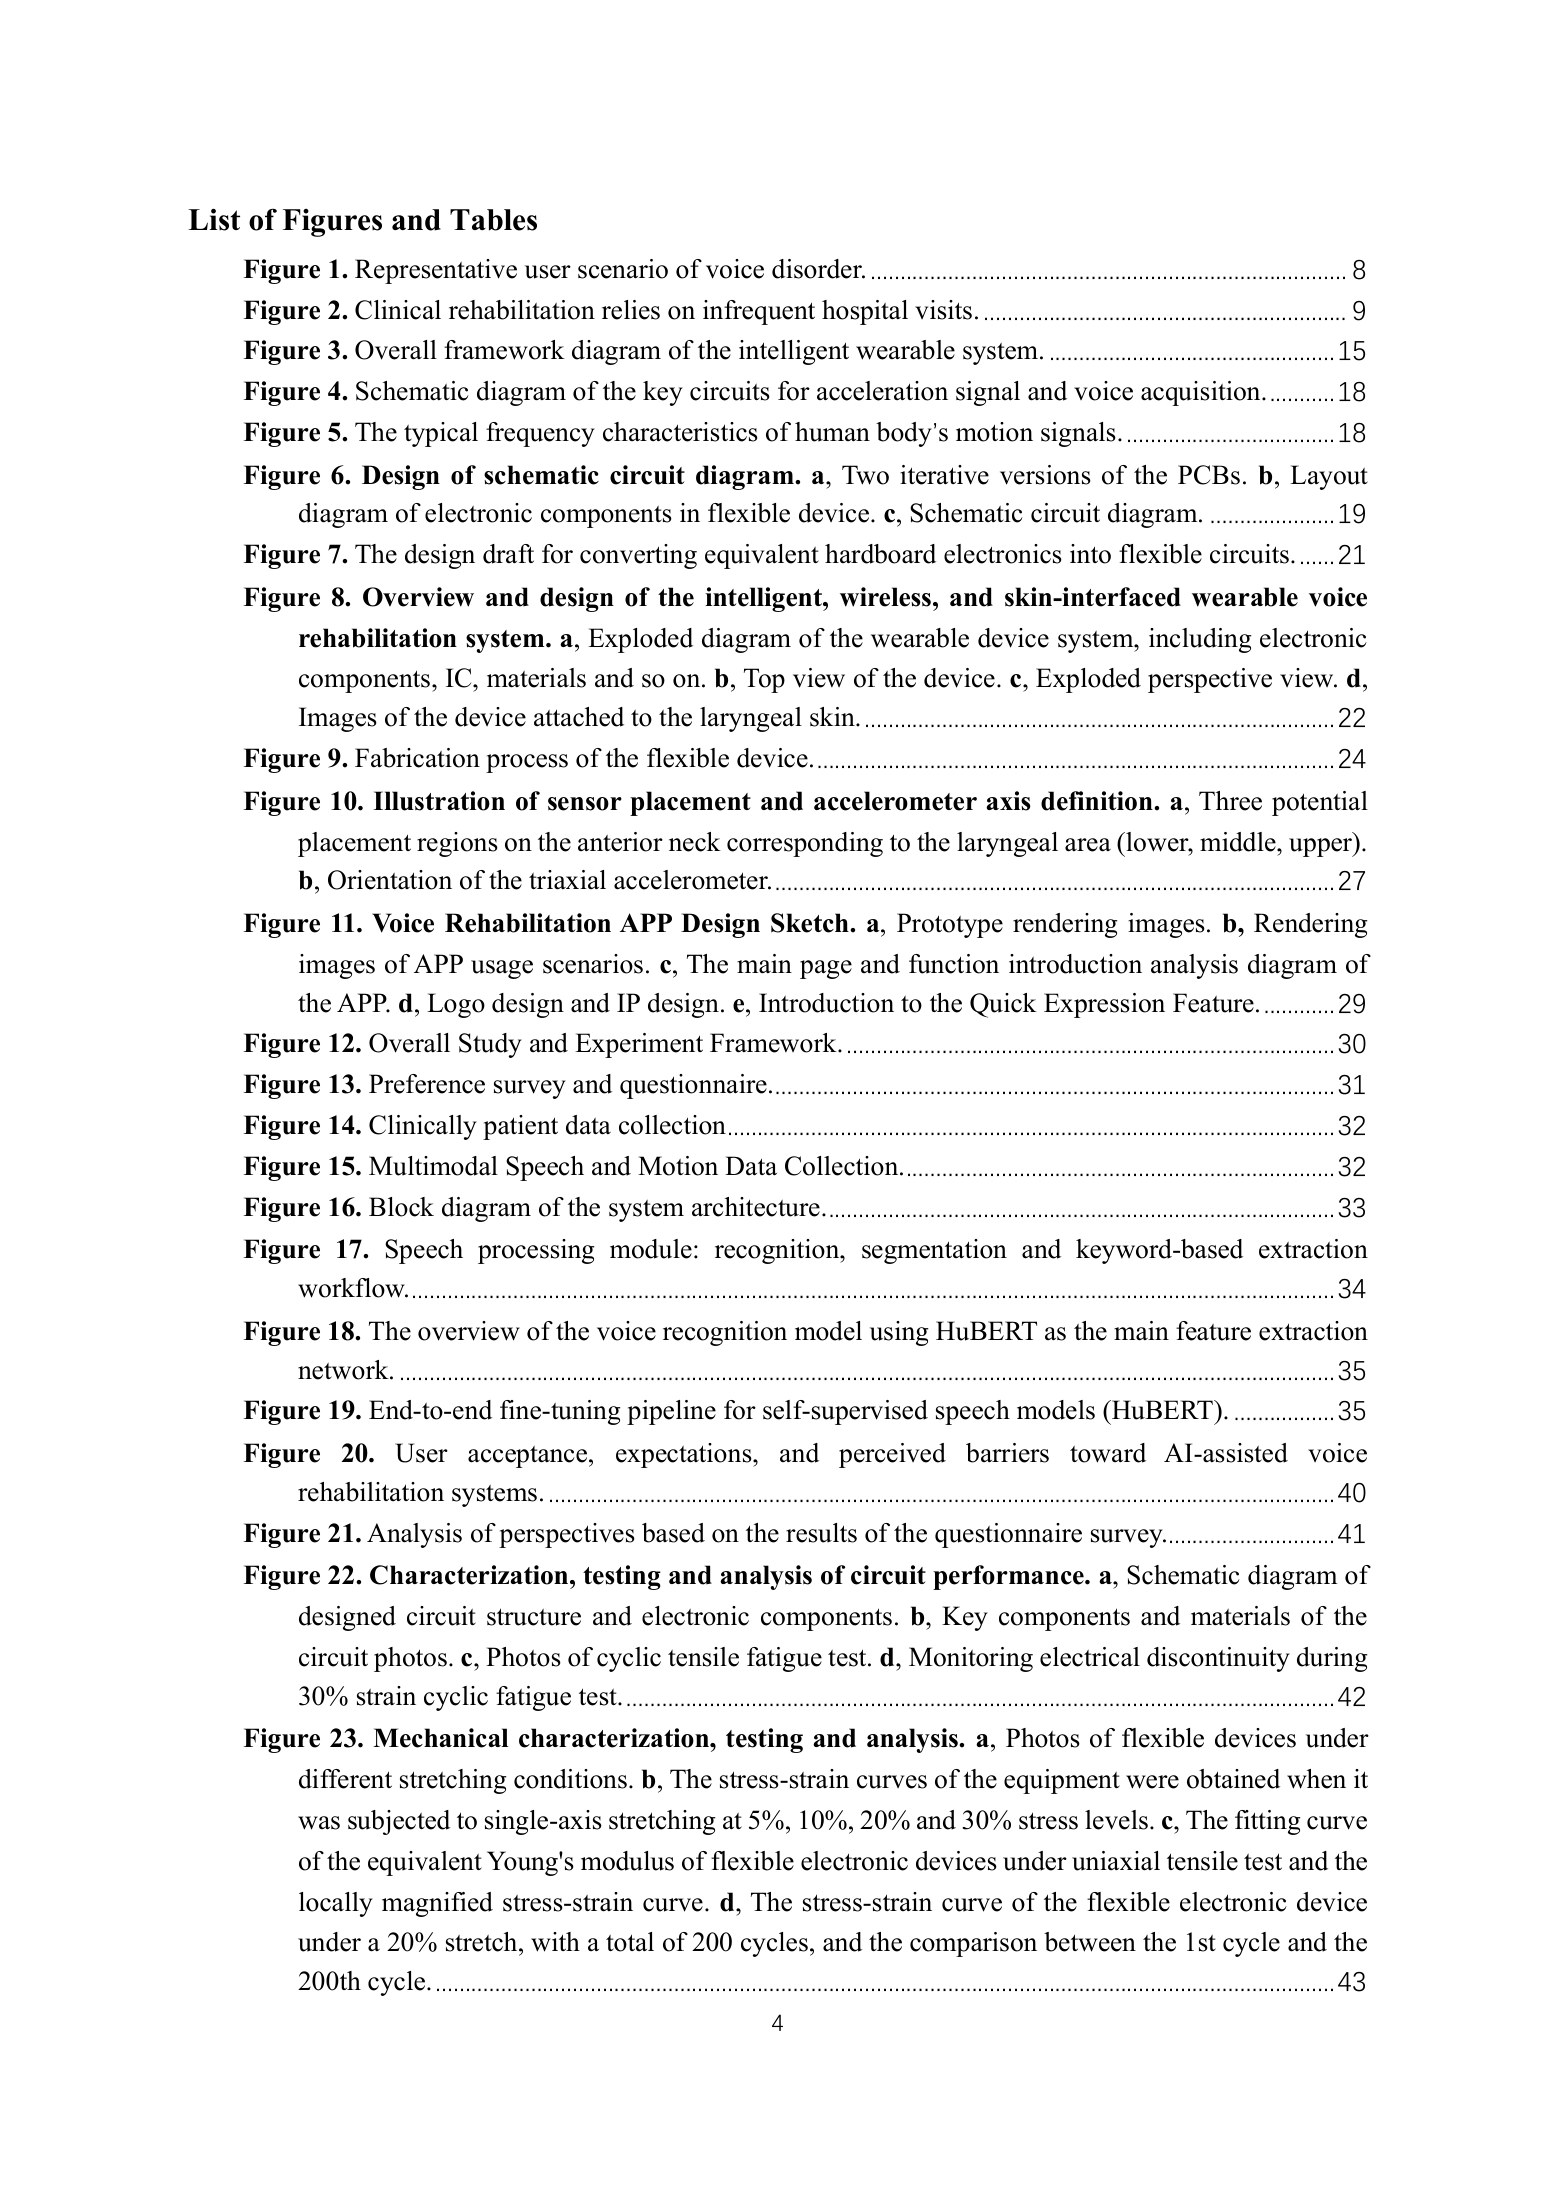 List of Figures and Tables
Figure 1. Representative user scenario of voice disorder. ........ 8
Figure 2. Clinical rehabilitation relies on infrequent hospital visits. ........ 9
Figure 3. Overall framework diagram of the intelligent wearable system. ........ 15
Figure 4. Schematic diagram of the key circuits for acceleration signal and voice acquisition. ........ 18
Figure 5. The typical frequency characteristics of human body's motion signals. ........ 18
Figure 6. Design of schematic circuit diagram. a, Two iterative versions of the PCBs. b, Layout
diagram of electronic components in flexible device. c, Schematic circuit diagram. ........ 19
Figure 7. The design draft for converting equivalent hardboard electronics into flexible circuits. ...... 21
Figure 8. Overview and design of the intelligent, wireless, and skin-interfaced wearable voice
rehabilitation system. a, Exploded diagram of the wearable device system, including electronic
components, IC, materials and so on. b, Top view of the device. c, Exploded perspective view. d,
Images of the device attached to the laryngeal skin. ........ 22
Figure 9. Fabrication process of the flexible device. ........ 24
Figure 10. Illustration of sensor placement and accelerometer axis definition. a, Three potential
placement regions on the anterior neck corresponding to the laryngeal area (lower, middle, upper).
b, Orientation of the triaxial accelerometer. ........ 27
Figure 11. Voice Rehabilitation APP Design Sketch. a, Prototype rendering images. b, Rendering
images of APP usage scenarios. c, The main page and function introduction analysis diagram of
the APP. d, Logo design and IP design. e, Introduction to the Quick Expression Feature. ........ 29
Figure 12. Overall Study and Experiment Framework. ........ 30
Figure 13. Preference survey and questionnaire. ........ 31
Figure 14. Clinically patient data collection ........ 32
Figure 15. Multimodal Speech and Motion Data Collection. ........ 32
Figure 16. Block diagram of the system architecture. ........ 33
Figure 17. Speech processing module: recognition, segmentation and keyword-based extraction
workflow. ........ 34
Figure 18. The overview of the voice recognition model using HuBERT as the main feature extraction
network. ........ 35
Figure 19. End-to-end fine-tuning pipeline for self-supervised speech models (HuBERT). ........ 35
Figure 20. User acceptance, expectations, and perceived barriers toward AI-assisted voice
rehabilitation systems. ........ 40
Figure 21. Analysis of perspectives based on the results of the questionnaire survey. ........ 41
Figure 22. Characterization, testing and analysis of circuit performance. a, Schematic diagram of
designed circuit structure and electronic components. b, Key components and materials of the
circuit photos. c, Photos of cyclic tensile fatigue test. d, Monitoring electrical discontinuity during
30% strain cyclic fatigue test. ........ 42
Figure 23. Mechanical characterization, testing and analysis. a, Photos of flexible devices under
different stretching conditions. b, The stress-strain curves of the equipment were obtained when it
was subjected to single-axis stretching at 5%, 10%, 20% and 30% stress levels. c, The fitting curve
of the equivalent Young's modulus of flexible electronic devices under uniaxial tensile test and the
locally magnified stress-strain curve. d, The stress-strain curve of the flexible electronic device
under a 20% stretch, with a total of 200 cycles, and the comparison between the 1st cycle and the
200th cycle. ........ 43
4